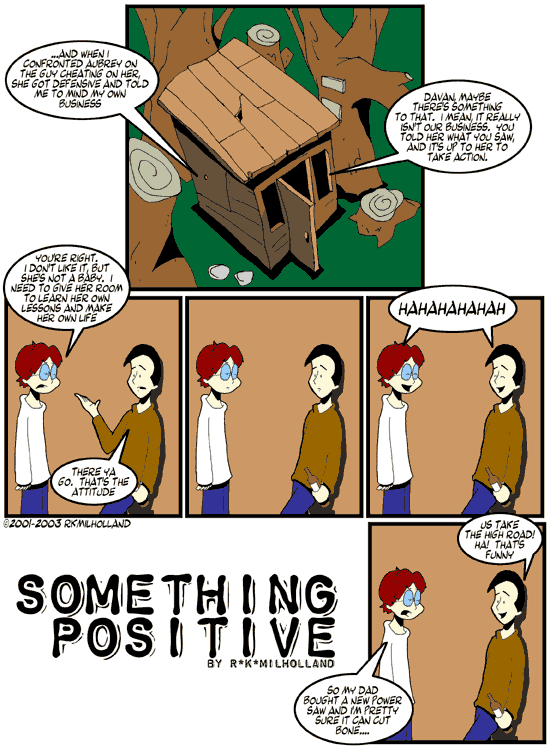 ...AND WHEN I
CONFRONTED AUBREY ON
THE GUY CHEATING ON HER,
SHE GOT DEFENSIVE AND TOLD
ME TO MIND MY OWN
BUSINESS
DAVAN, MAYBE
THERE'S SOMETHING
TO THAT. I MEAN, IT REALLY
ISN'T OUR BUSINESS. YOU
TOLD HER WHAT YOU SAW,
AND IT'S UP TO HER TO
TAKE ACTION.
YOU'RE RIGHT.
I DON'T LIKE IT, BUT
SHE'S NOT A BABY. I
NEED TO GIVE HER ROOM
TO LEARN HER OWN
LESSONS AND MAKE
HER OWN LIFE
THERE YA
GO. THAT'S THE
ATTITUDE
HAHAHAHAHAH
©2001-2003 RKMILHOLLAND
US TAKE
THE HIGH ROAD!
HA! THAT'S
FUNNY
SO MY DAD
BOUGHT A NEW POWER
SAW AND I'M PRETTY
SURE IT CAN CUT
BONE....
SOMETHING
POSITIVE
BY R*K*MILHOLLAND